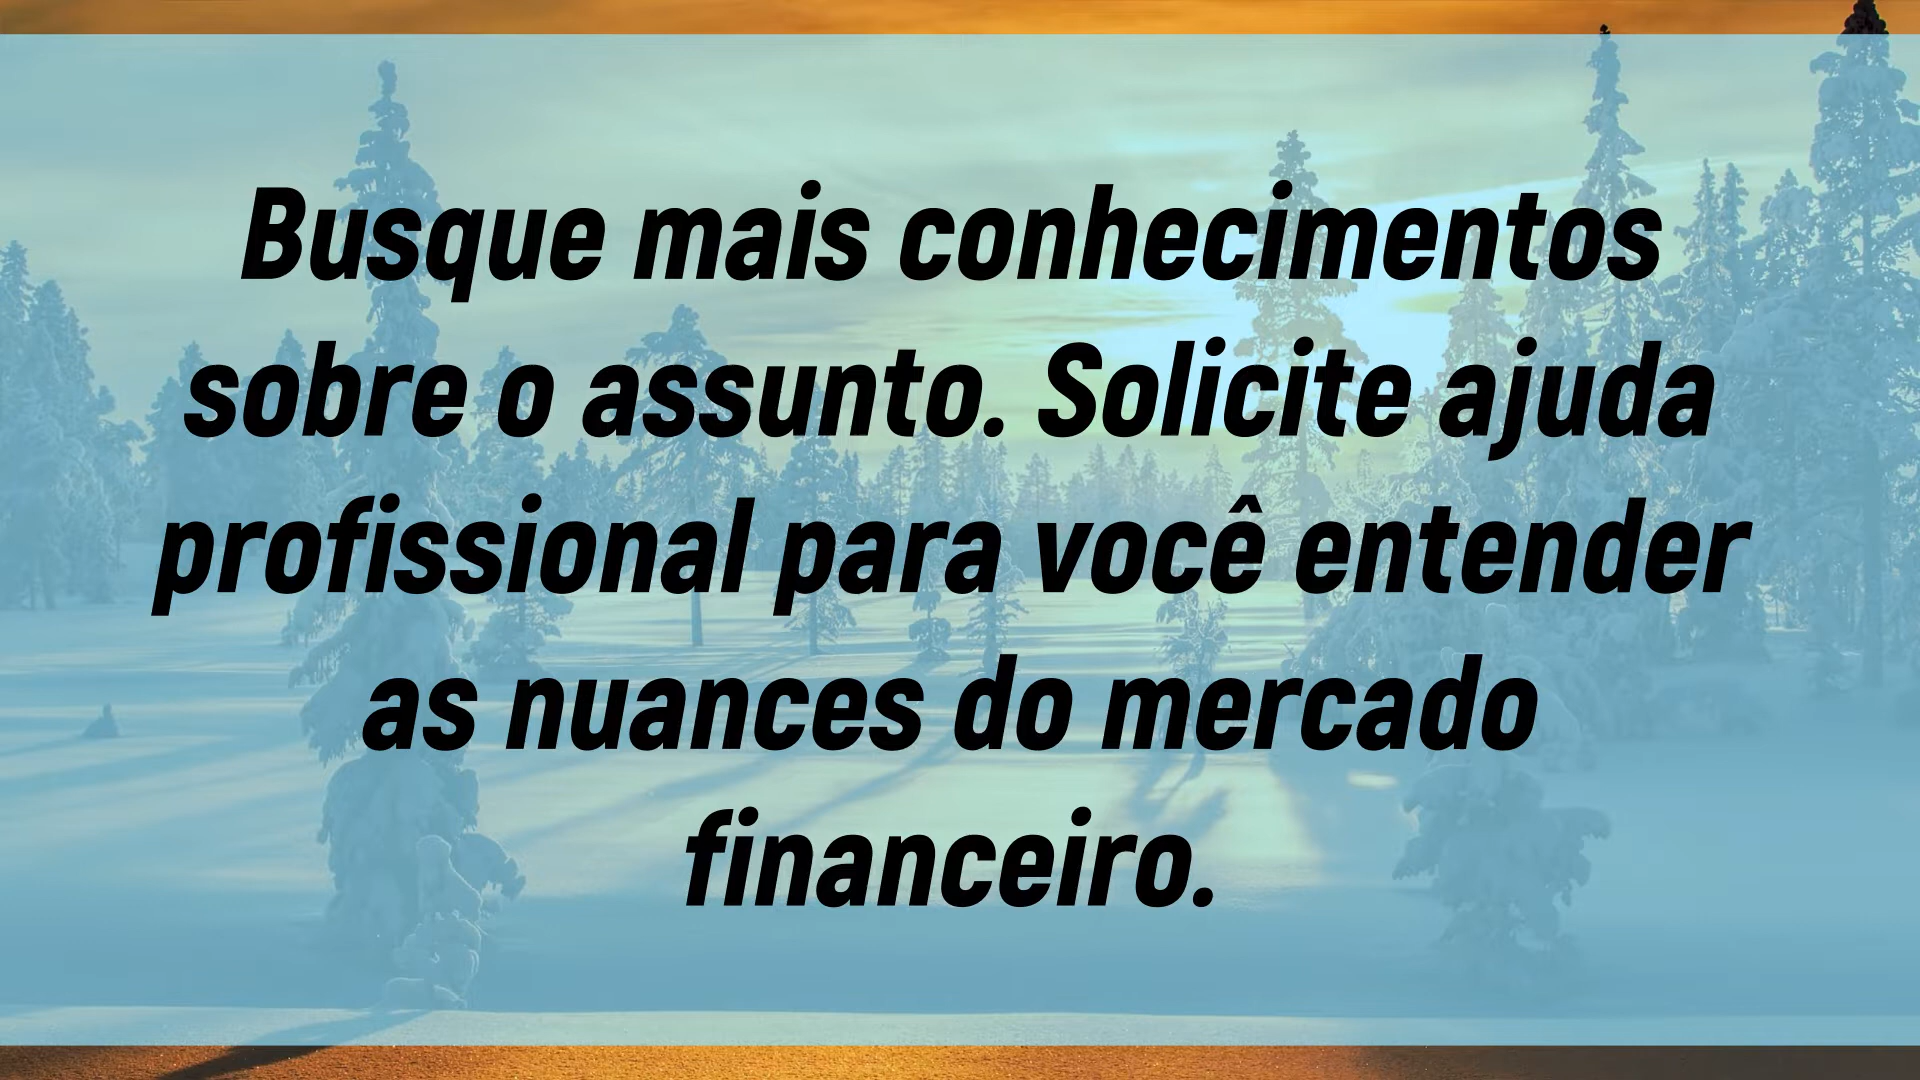 Busque mais conhecimentos
sobre o assunto. Solicite ajuda
profissional para você entender
as nuances do mercado
financeiro.